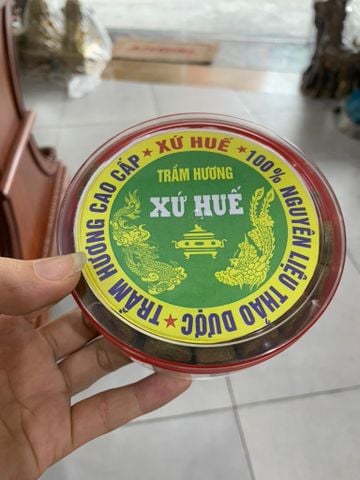 ★ XỨ HUẾ ★
100% NGUYÊN LIỆU THẢO DƯỢC
★ TRẦM HƯƠNG CAO CẤP
TRẦM HƯƠNG
XỨ HUẾ